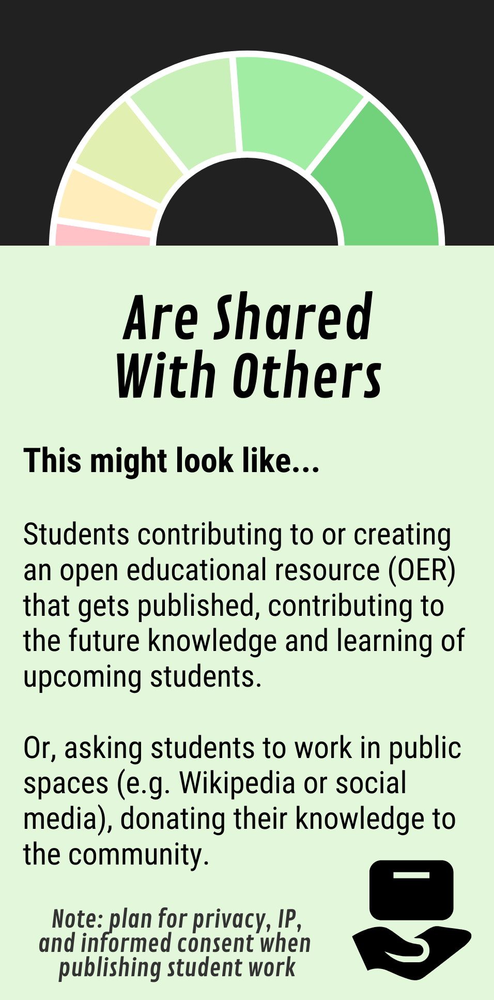 Are Shared
With Others
This might look like...
Students contributing to or creating
an open educational resource (OER)
that gets published, contributing to
the future knowledge and learning of
upcoming students.
Or, asking students to work in public
spaces (e.g. Wikipedia or social
media), donating their knowledge to
the community.
Note: plan for privacy, IP,
and informed consent when
publishing student work